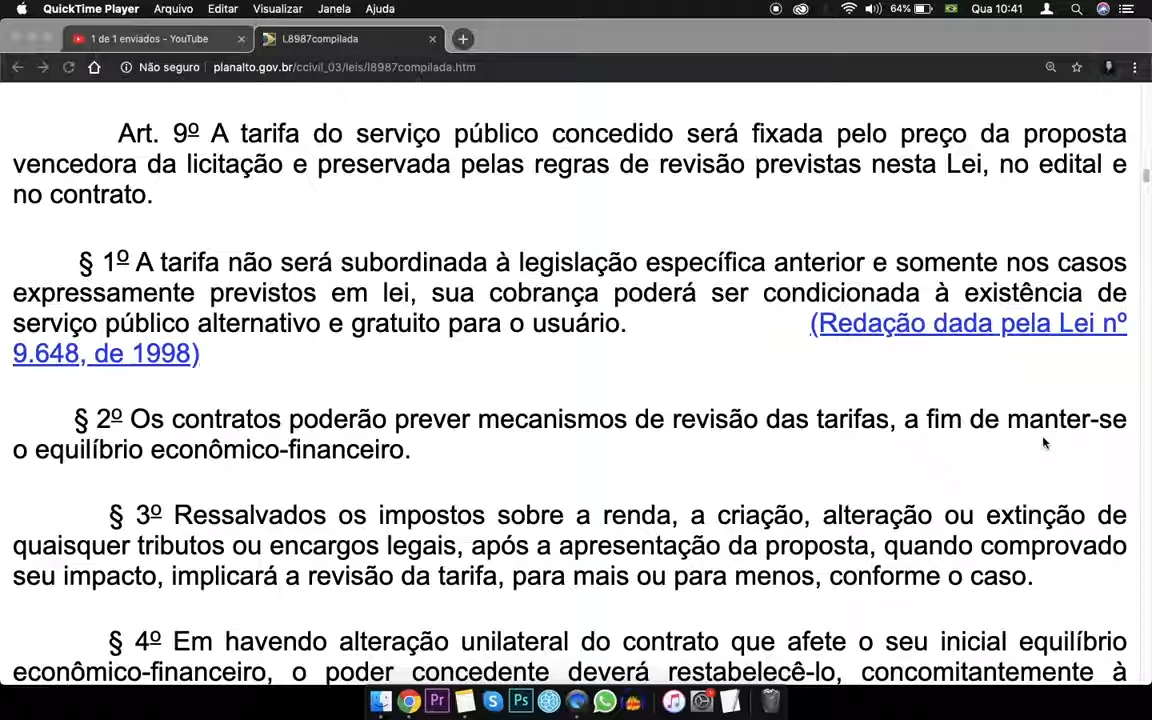 QuickTime Player Arquivo Editar Visualizar Janela Ajuda 64% Qua 10:41
1 de 1 enviados - YouTube L8987compilada
Não seguro planalto.gov.br/ccivil_03/leis/l8987compilada.htm
Art. 9º A tarifa do serviço público concedido será fixada pelo preço da proposta
vencedora da licitação e preservada pelas regras de revisão previstas nesta Lei, no edital e
no contrato.
§ 1º A tarifa não será subordinada à legislação específica anterior e somente nos casos
expressamente previstos em lei, sua cobrança poderá ser condicionada à existência de
serviço público alternativo e gratuito para o usuário. (Redação dada pela Lei nº
9.648, de 1998)
§ 2º Os contratos poderão prever mecanismos de revisão das tarifas, a fim de manter-se
o equilíbrio econômico-financeiro.
§ 3º Ressalvados os impostos sobre a renda, a criação, alteração ou extinção de
quaisquer tributos ou encargos legais, após a apresentação da proposta, quando comprovado
seu impacto, implicará a revisão da tarifa, para mais ou para menos, conforme o caso.
§ 4º Em havendo alteração unilateral do contrato que afete o seu inicial equilíbrio
econômico-financeiro, o poder concedente deverá restabelecê-lo, concomitantemente à
Pr Ps